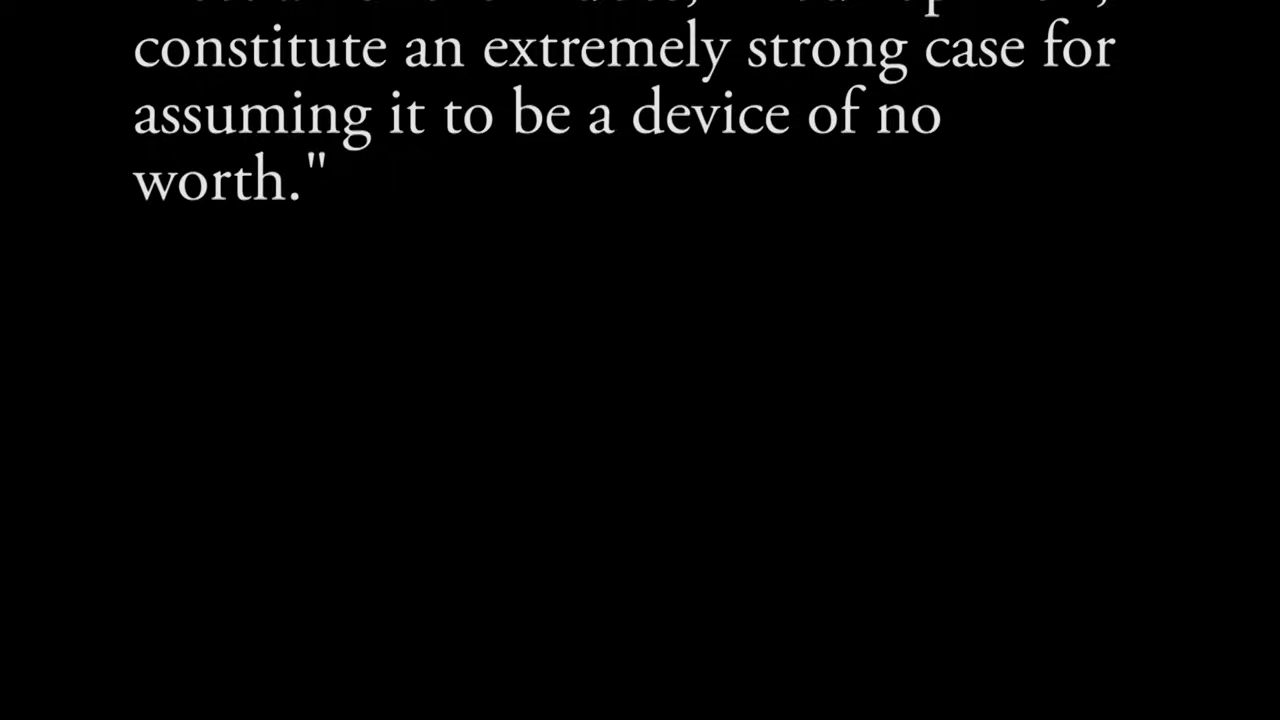 constitute an extremely strong case for
assuming it to be a device of no
worth."